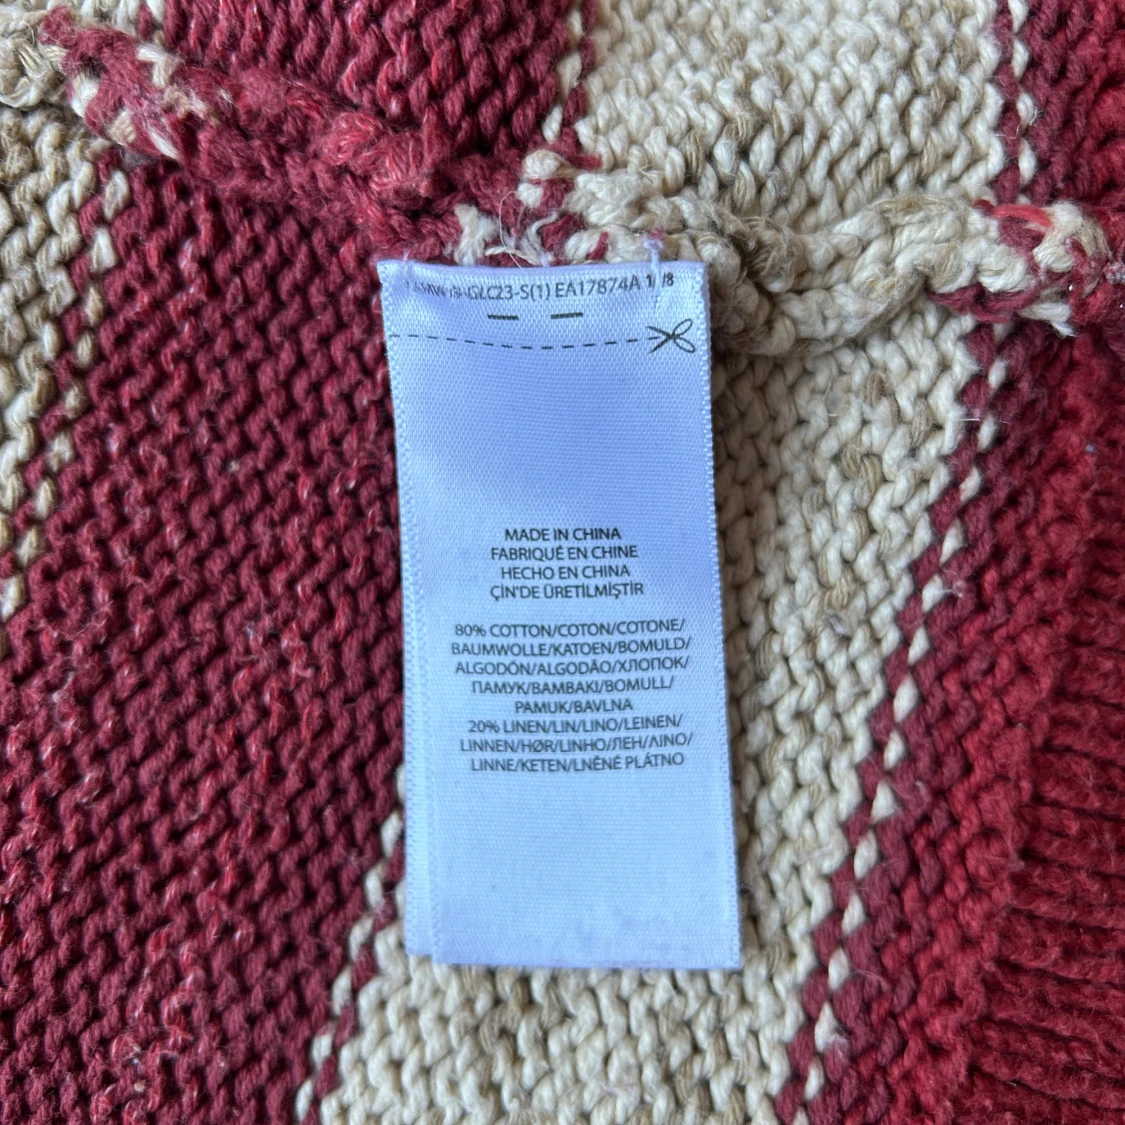 EA17874A
MADE IN CHINA
FABRIQUÉ EN CHINE
HECHO EN CHINA
ÇİN'DE ÜRETİLMİŞTİR
80% COTTON/COTON/COTONE/
BAUMWOLLE/KATOEN/BOMULD/
ALGODÓN/ALGODÃO/ХЛОПОК/
ПАМУК/ΒΑΜΒΑΚΙ/BOMULL/
PAMUK/BAVLNA
20% LINEN/LIN/LINO/LEINEN/
LINNEN/HØR/LINHO/ЛЕН/ΛΙΝΟ/
LINNE/KETEN/LNĚNÉ PLÁTNO